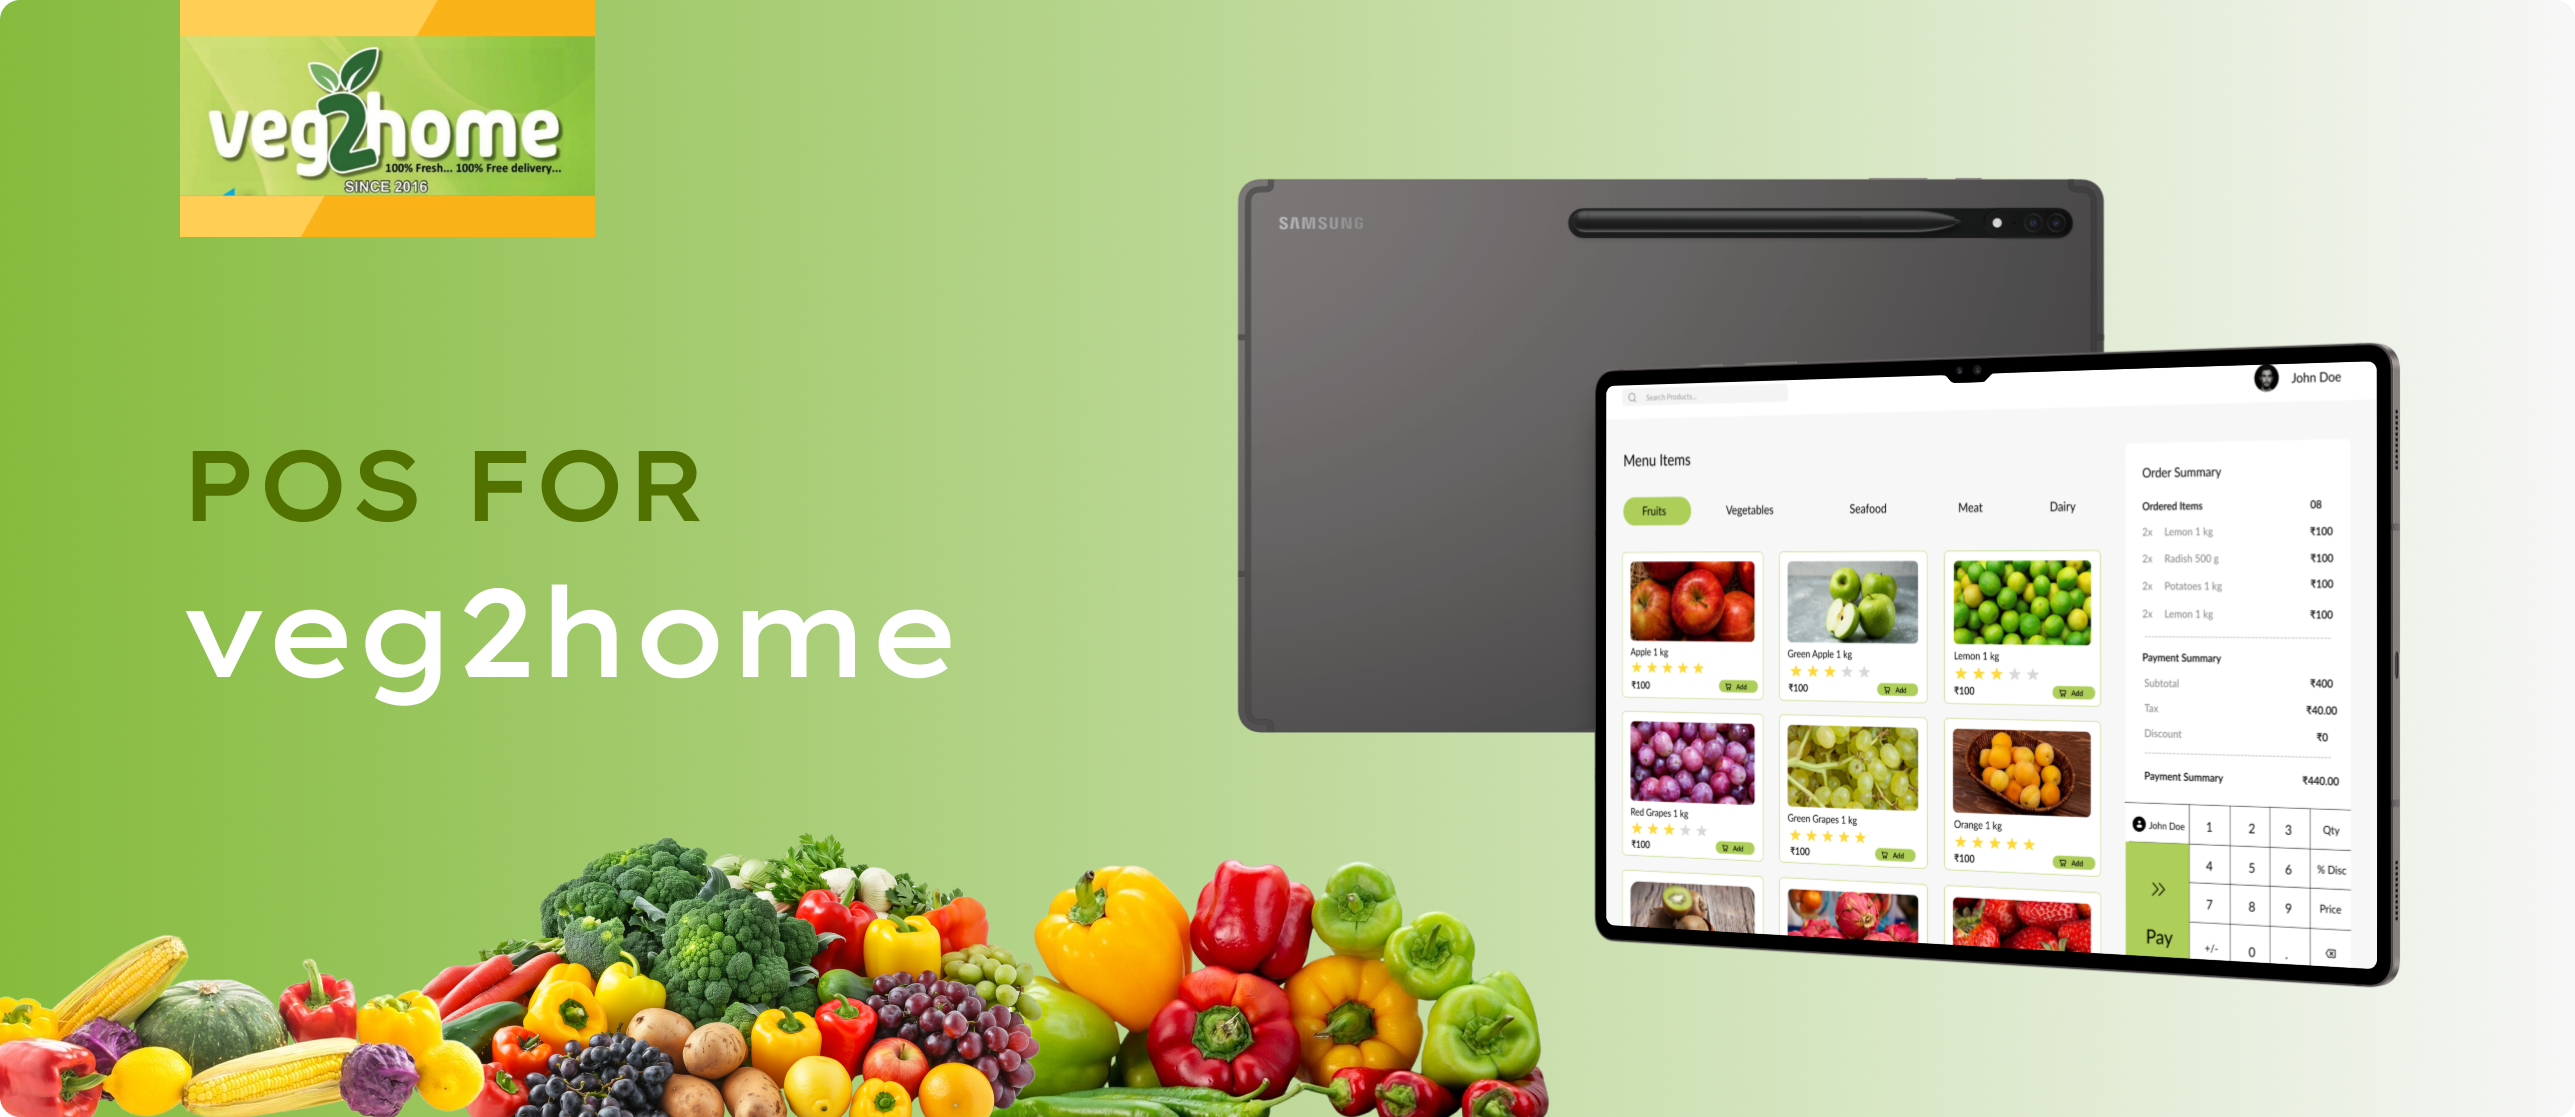 veg2home
100% Fresh... 100% Free delivery...
SINCE 2016
POS FOR
veg2home
SAMSUNG
Search Products...
John Doe
Menu Items
Fruits Vegetables Seafood Meat Dairy
Apple 1 kg
₹100 Add
Green Apple 1 kg
₹100 Add
Lemon 1 kg
₹100 Add
Red Grapes 1 kg
₹100 Add
Green Grapes 1 kg
₹100 Add
Orange 1 kg
₹100 Add
Order Summary
Ordered Items 08
2x Lemon 1 kg ₹100
2x Radish 500 g ₹100
2x Potatoes 1 kg ₹100
2x Lemon 1 kg ₹100
Payment Summary
Subtotal ₹400
Tax ₹40.00
Discount ₹0
Payment Summary ₹440.00
John Doe 1 2 3 Qty
4 5 6 % Disc
7 8 9 Price
Pay +/- 0 .